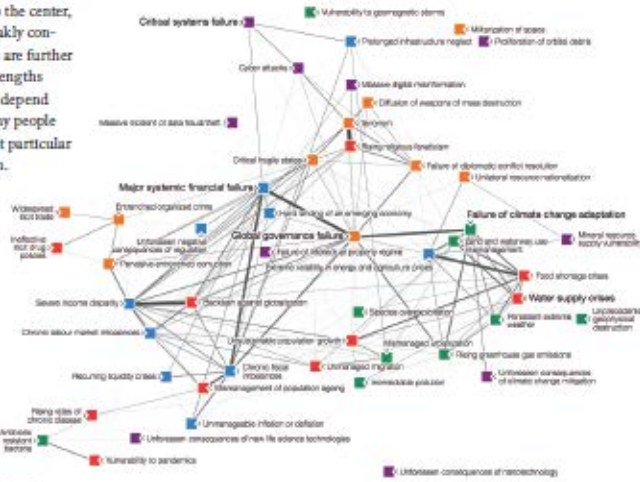 the center,
akly con-
are further
engths
depend
ny people
t particular
n.
Critical systems failure
Vulnerability to geomagnetic storms
Militarization of space
Prolonged infrastructure neglect
Proliferation of orbital debris
Cyber attacks
Massive digital misinformation
Diffusion of weapons of mass destruction
Massive incident of data fraud/theft
Terrorism
Rising religious fanaticism
Critical fragile states
Failure of diplomatic conflict resolution
Unilateral resource nationalization
Major systemic financial failure
Widespread
illicit trade
Entrenched organized crime
Hard landing of an emerging economy
Failure of climate change adaptation
Ineffective
illicit drug
policies
Unforeseen negative
consequences of regulation
Global governance failure
Land and waterway use
mismanagement
Mineral resource
supply vulnerability
Pervasive entrenched corruption
Failure of intellectual property regime
Extreme volatility in energy and agriculture prices
Food shortage crises
Severe income disparity
Backlash against globalization
Water supply crises
Species overexploitation
Persistent extreme
weather
Unprecedented
geophysical
destruction
Chronic labour market imbalances
Unsustainable population growth
Mismanaged urbanization
Rising greenhouse gas emissions
Recurring liquidity crises
Chronic fiscal
imbalances
Unmanaged migration
Irremediable pollution
Unforeseen consequences
of climate change mitigation
Mismanagement of population ageing
Rising rates of
chronic disease
Unmanageable inflation or deflation
Antibiotic
resistant
bacteria
Unforeseen consequences of new life science technologies
Vulnerability to pandemics
Unforeseen consequences of nanotechnology